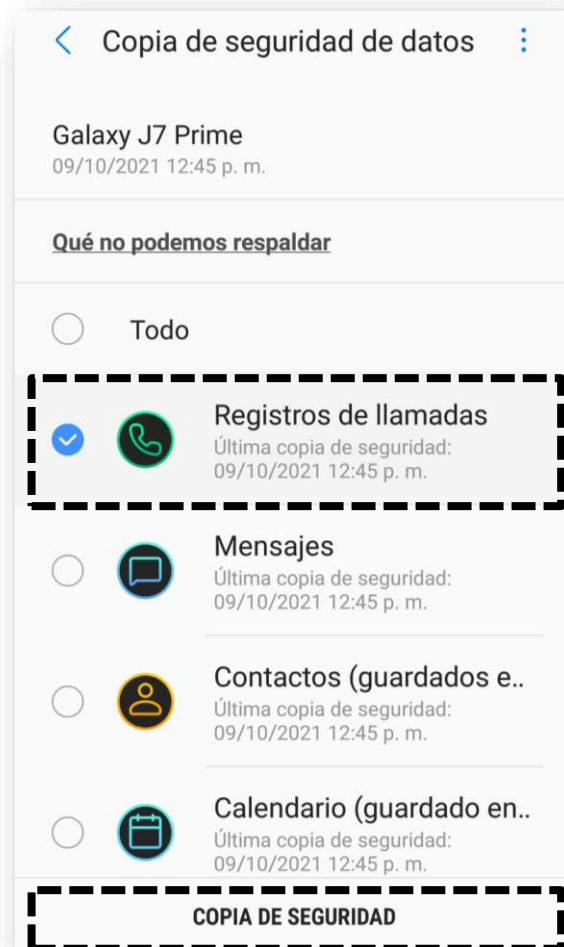 Copia de seguridad de datos
Galaxy J7 Prime
09/10/2021 12:45 p. m.
Qué no podemos respaldar
Todo
Registros de llamadas
Última copia de seguridad:
09/10/2021 12:45 p. m.
Mensajes
Última copia de seguridad:
09/10/2021 12:45 p. m.
Contactos (guardados e..
Última copia de seguridad:
09/10/2021 12:45 p. m.
Calendario (guardado en..
Última copia de seguridad:
09/10/2021 12:45 p. m.
COPIA DE SEGURIDAD